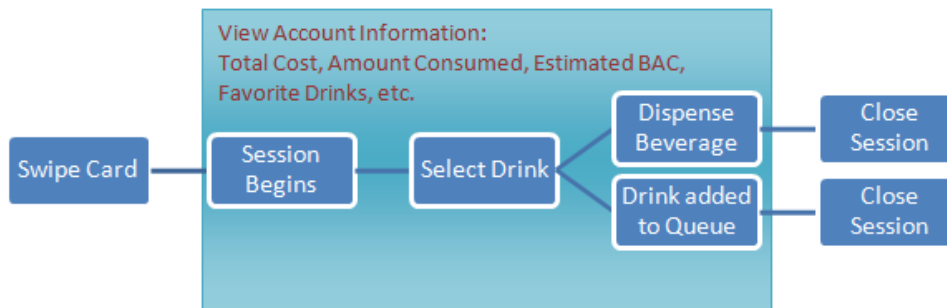 View Account Information:
Total Cost, Amount Consumed, Estimated BAC,
Favorite Drinks, etc.
Swipe Card
Session
Begins
Select Drink
Dispense
Beverage
Close
Session
Drink added
to Queue
Close
Session